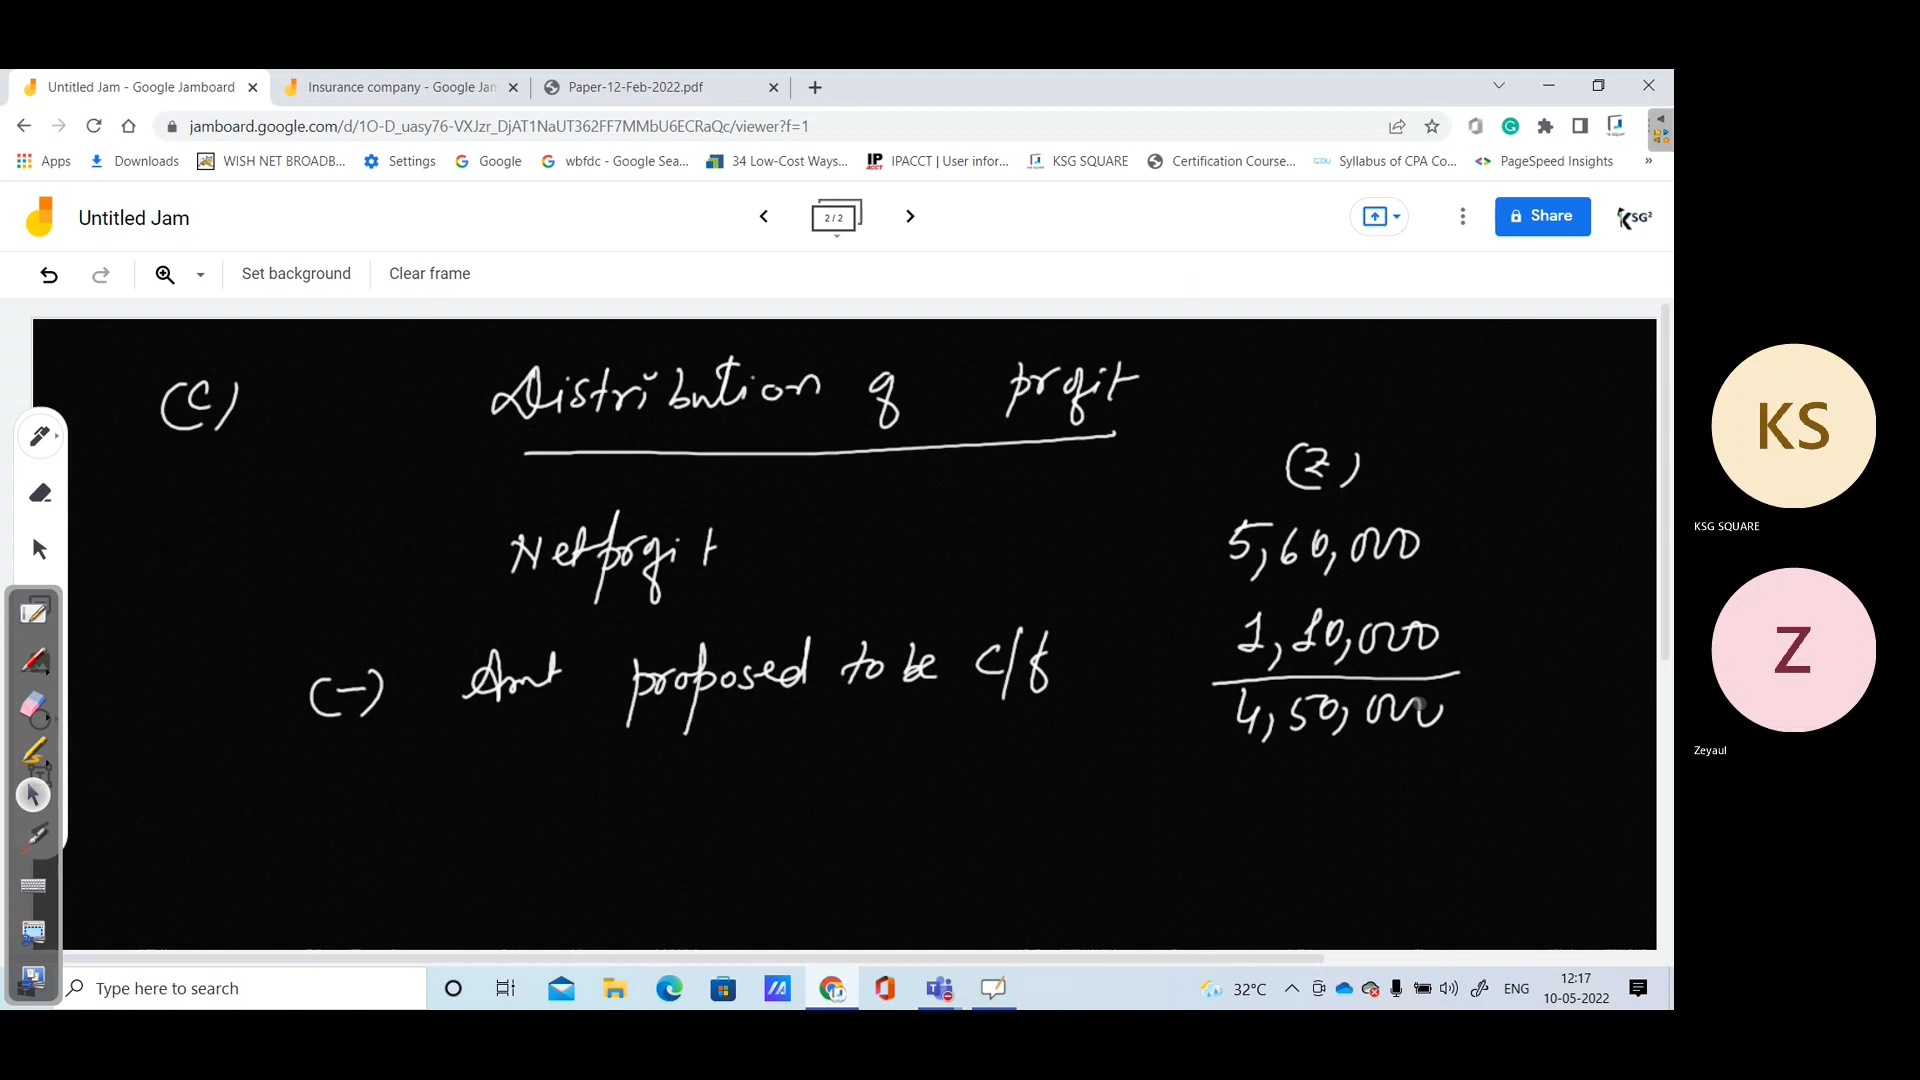 Untitled Jam - Google Jamboard
Insurance company - Google Jam
Paper-12-Feb-2022.pdf
jamboard.google.com/d/1O-D_uasy76-VXJzr_DjAT1NaUT362FF7MMbU6ECRaQc/viewer?f=1
Apps Downloads WISH NET BROADB... Settings Google wbfdc - Google Sea... 34 Low-Cost Ways... IPACCT | User infor... KSG SQUARE Certification Course... Syllabus of CPA Co... PageSpeed Insights »
Untitled Jam
2 / 2
Share
KSG²
Set background Clear frame
(C) Distribution of profit
(₹)
Net profit 5,60,000
(-) Amt proposed to be c/f 1,10,000
4,50,000
KS
KSG SQUARE
Z
Zeyaul
Type here to search
32°C
ENG
12:17
10-05-2022